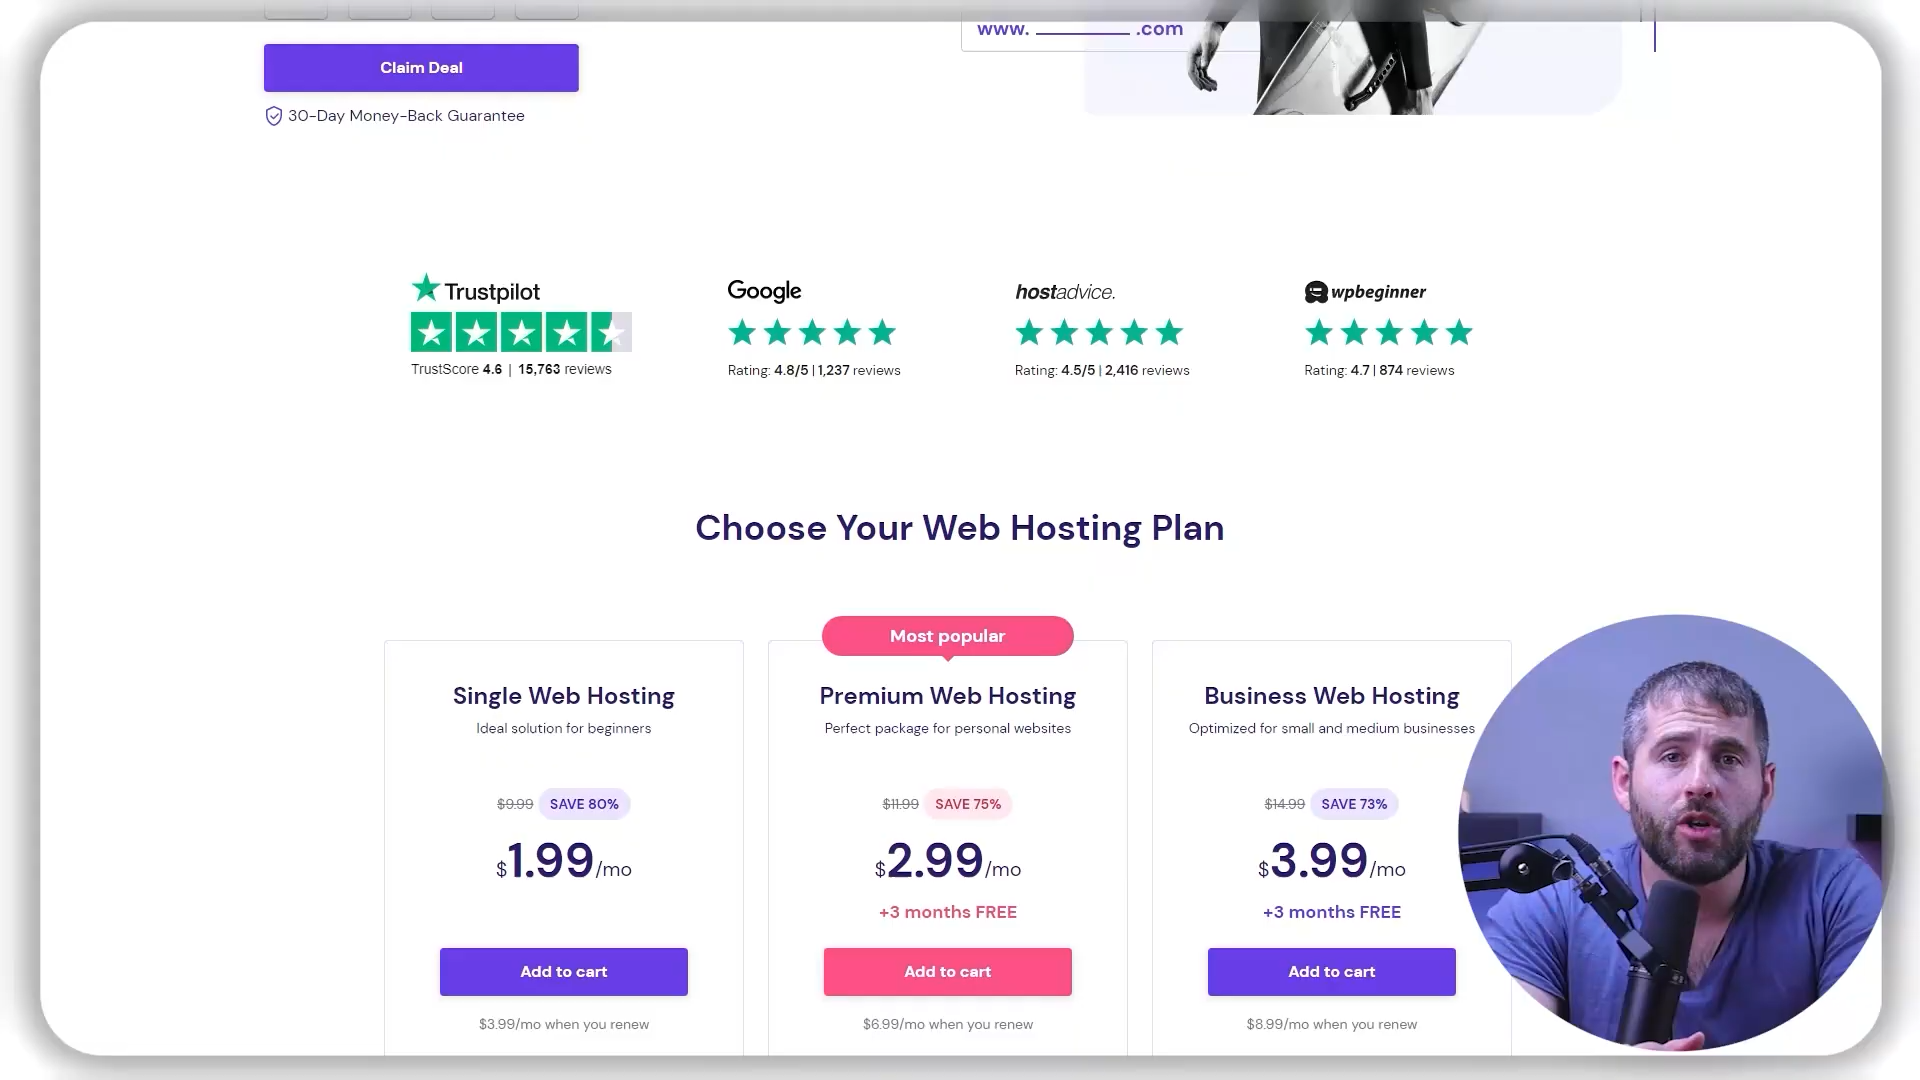 www. ________ .com
Claim Deal
30-Day Money-Back Guarantee
Trustpilot
TrustScore 4.6 | 15,763 reviews
Google
Rating: 4.8/5 | 1,237 reviews
hostadvice.
Rating: 4.5/5 | 2,416 reviews
wpbeginner
Rating: 4.7 | 874 reviews
Choose Your Web Hosting Plan
Single Web Hosting
Ideal solution for beginners
$9.99 SAVE 80%
$1.99/mo
Add to cart
$3.99/mo when you renew
Most popular
Premium Web Hosting
Perfect package for personal websites
$11.99 SAVE 75%
$2.99/mo
+3 months FREE
Add to cart
$6.99/mo when you renew
Business Web Hosting
Optimized for small and medium businesses
$14.99 SAVE 73%
$3.99/mo
+3 months FREE
Add to cart
$8.99/mo when you renew